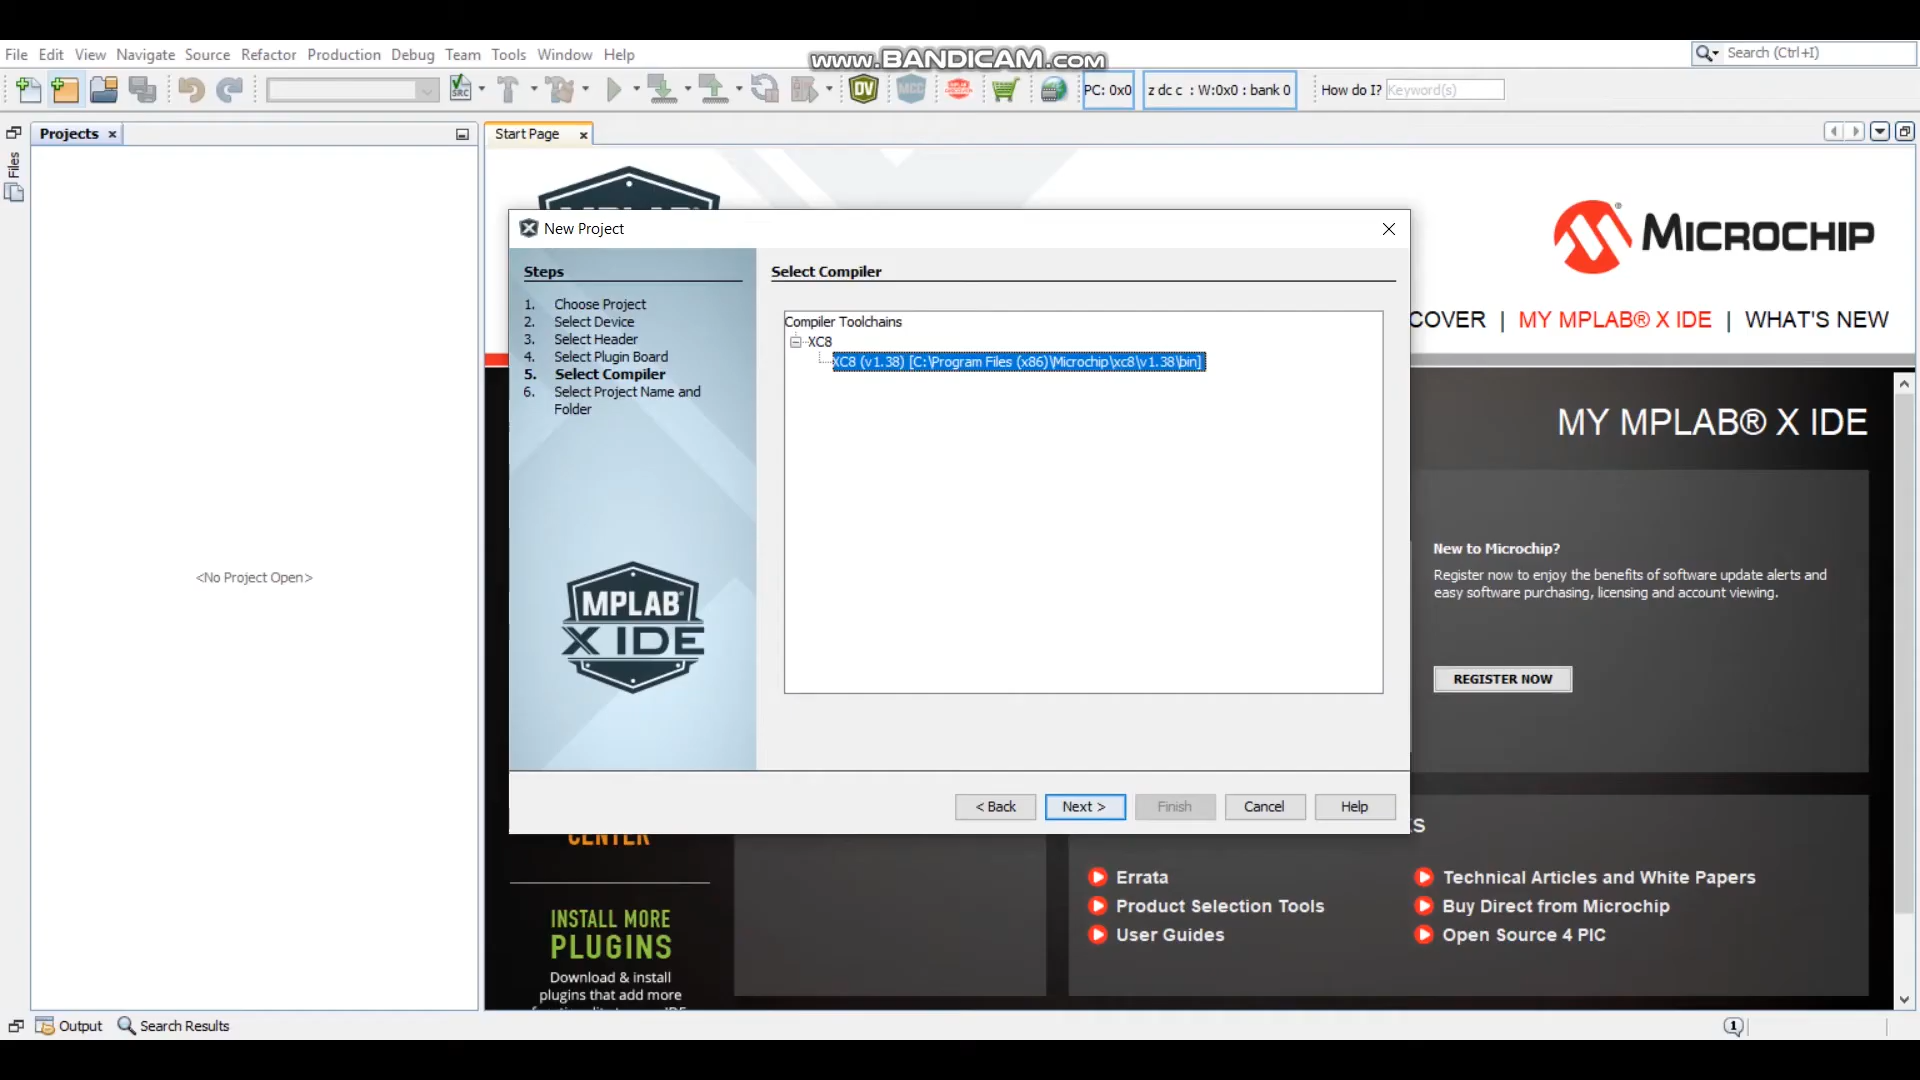 www.BANDICAM.com
File Edit View Navigate Source Refactor Production Debug Team Tools Window Help
Search (Ctrl+I)
PC: 0x0
z dc c : W:0x0 : bank 0
How do I? Keyword(s)
Projects
Start Page
Files
MICROCHIP
MY MPLAB® X IDE | WHAT'S NEW
New Project
Steps
1. Choose Project
2. Select Device
3. Select Header
4. Select Plugin Board
5. Select Compiler
6. Select Project Name and
Folder
Select Compiler
Compiler Toolchains
XC8
XC8 (v1.38) [C:\Program Files (x86)\Microchip\xc8\v1.38\bin]
MPLAB
X IDE
< Back
Next >
Finish
Cancel
Help
<No Project Open>
MY MPLAB® X IDE
New to Microchip?
Register now to enjoy the benefits of software update alerts and
easy software purchasing, licensing and account viewing.
REGISTER NOW
CENTER
INSTALL MORE
PLUGINS
Download & install
plugins that add more
Errata
Product Selection Tools
User Guides
Technical Articles and White Papers
Buy Direct from Microchip
Open Source 4 PIC
Output
Search Results
1